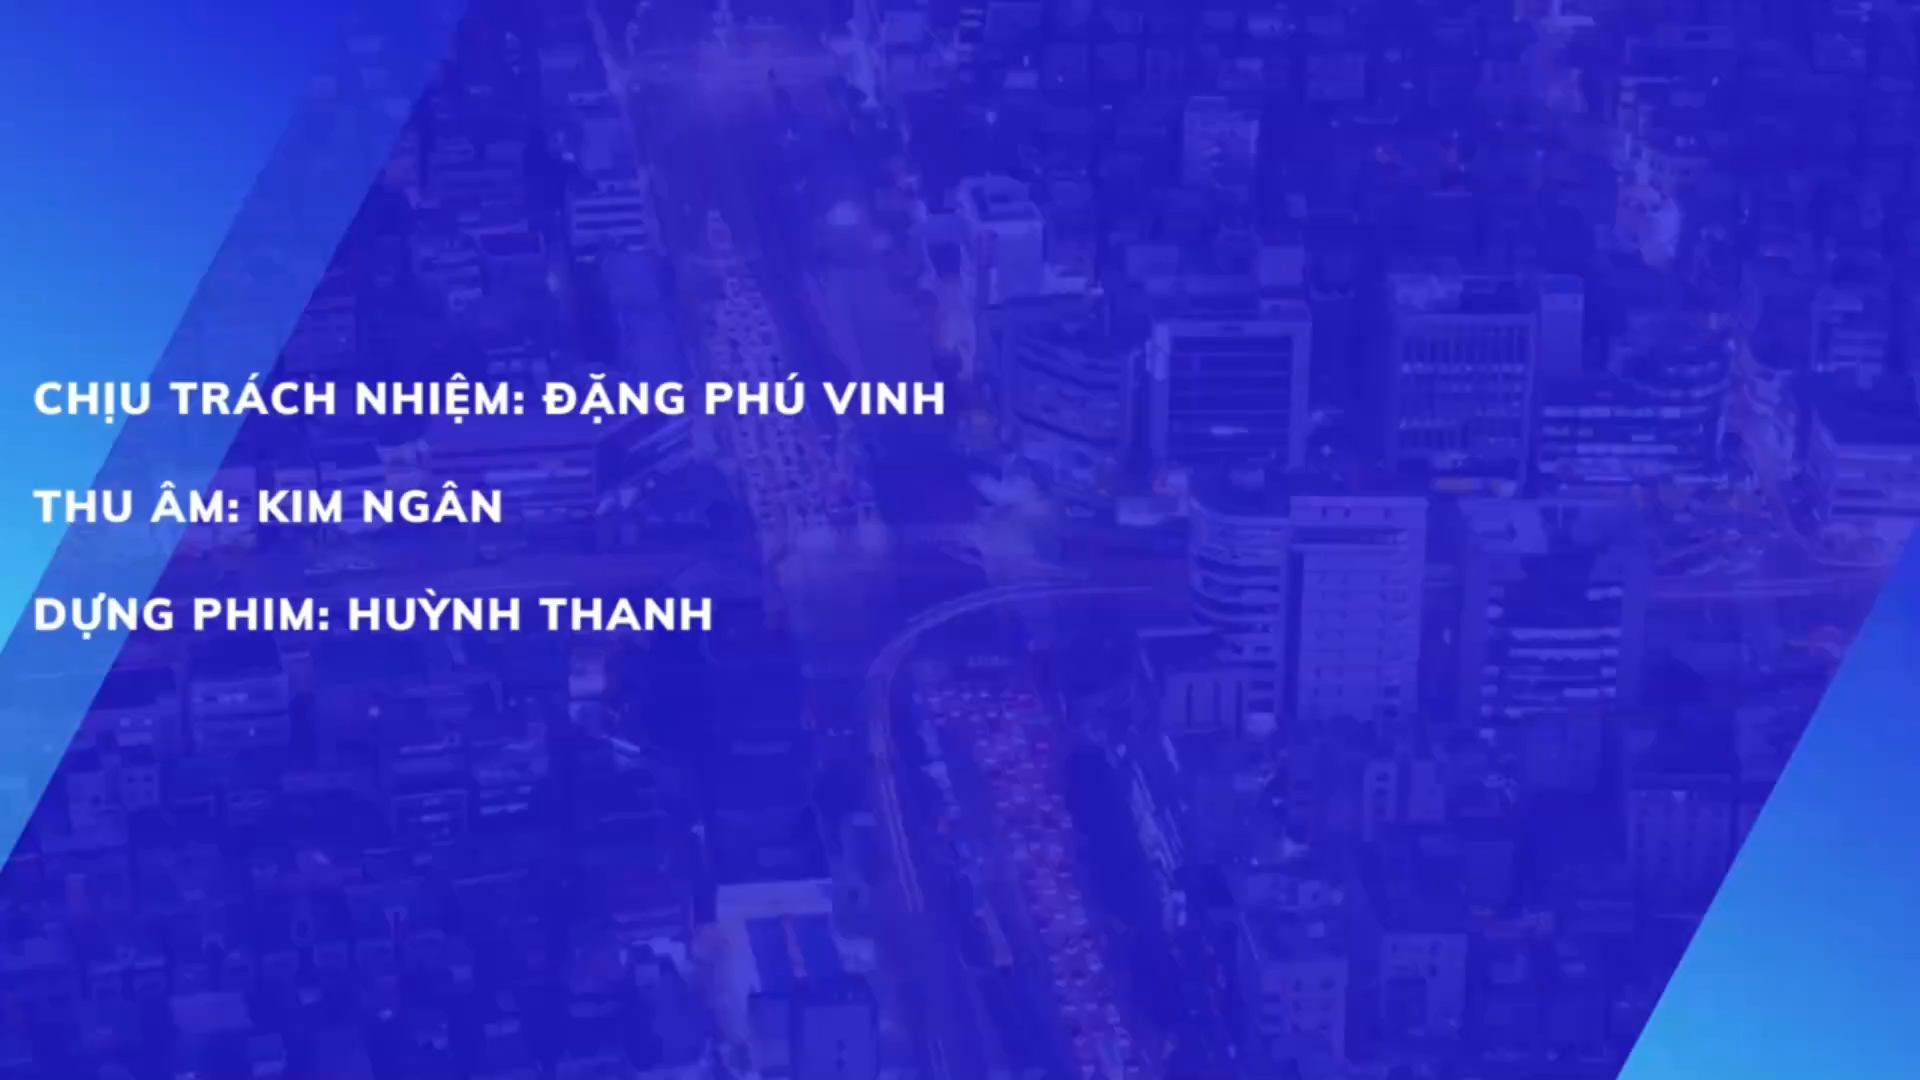 CHỊU TRÁCH NHIỆM: ĐẶNG PHÚ VINH
THU ÂM: KIM NGÂN
DỰNG PHIM: HUỲNH THANH